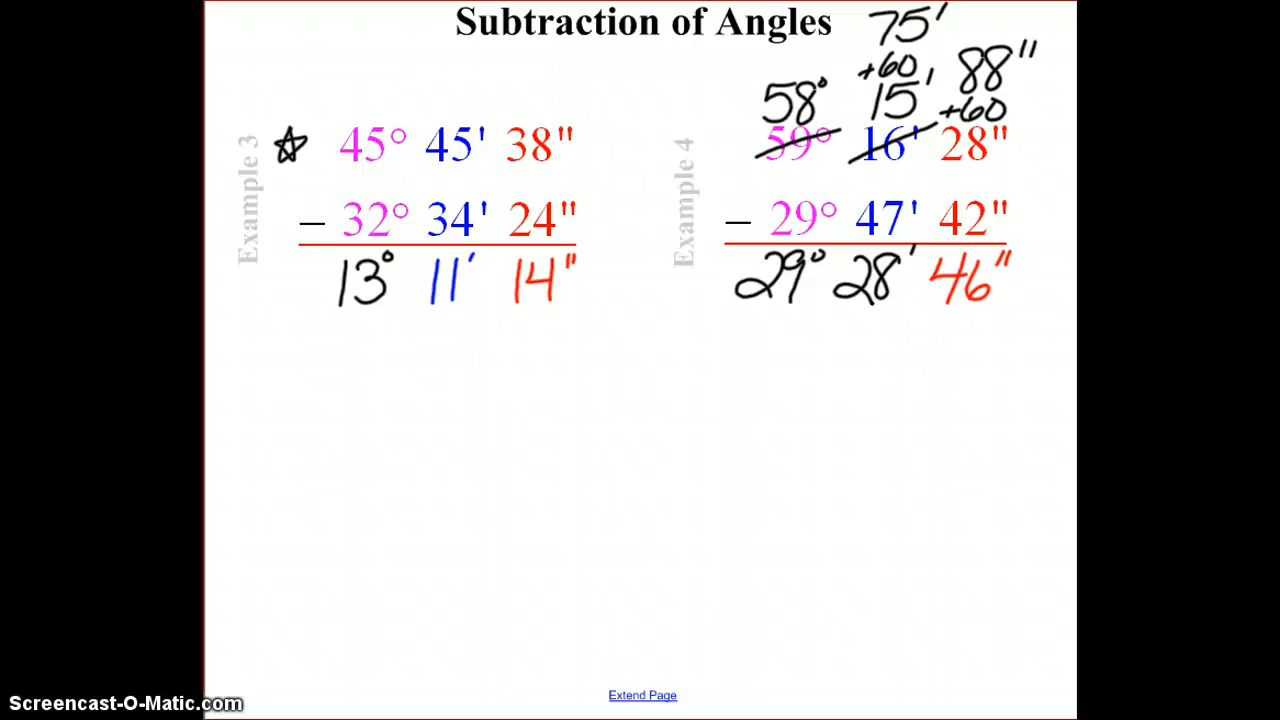 Subtraction of Angles
Example 3
45° 45' 38"
– 32° 34' 24"
13° 11' 14"
Example 4
75'
+60 88"
58° 15' +60
59° 16' 28"
– 29° 47' 42"
29° 28' 46"
Extend Page
Screencast-O-Matic.com